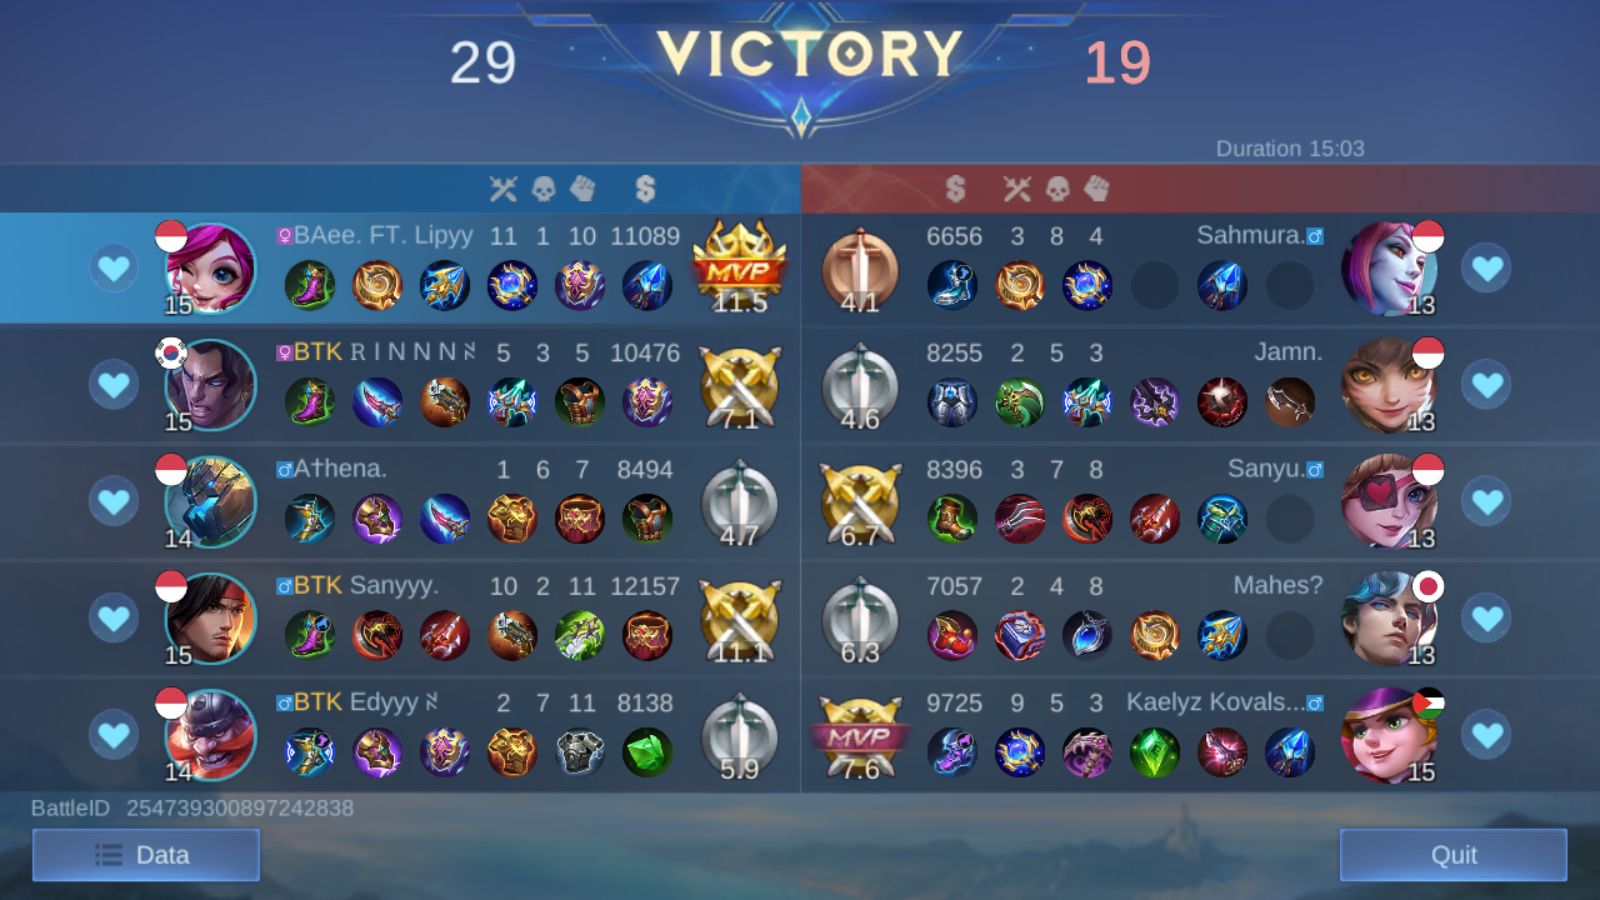 29 VICTORY 19
Duration 15:03
BAee. FT. Lipyy 11 1 10 11089 MVP 11.5 15
4.1 6656 3 8 4 Sahmura. 13
BTK R I N N N ℵ 5 3 5 10476 7.1 15
4.6 8255 2 5 3 Jamn. 13
A†hena. 1 6 7 8494 4.7 14
6.7 8396 3 7 8 Sanyu. 13
BTK Sanyyy. 10 2 11 12157 11.1 15
6.3 7057 2 4 8 Mahes? 13
BTK Edyyy ℵ 2 7 11 8138 5.9 14
MVP 7.6 9725 9 5 3 Kaelyz Kovals... 15
BattleID 254739300897242838
Data Quit